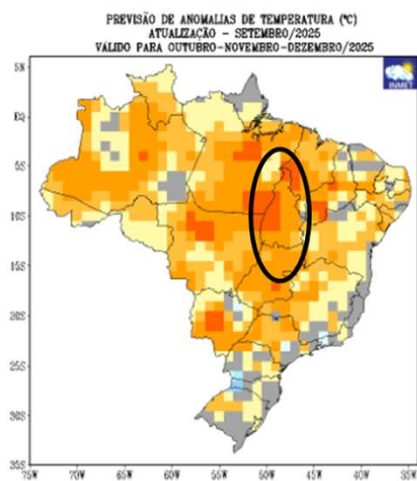 PREVISÃO DE ANOMALIAS DE TEMPERATURA (°C)
ATUALIZAÇÃO - SETEMBRO/2025
VÁLIDO PARA OUTUBRO-NOVEMBRO-DEZEMBRO/2025
INMET
5N
EQ
5S
10S
15S
20S
25S
30S
35S
75W 70W 65W 60W 55W 50W 45W 40W 35W